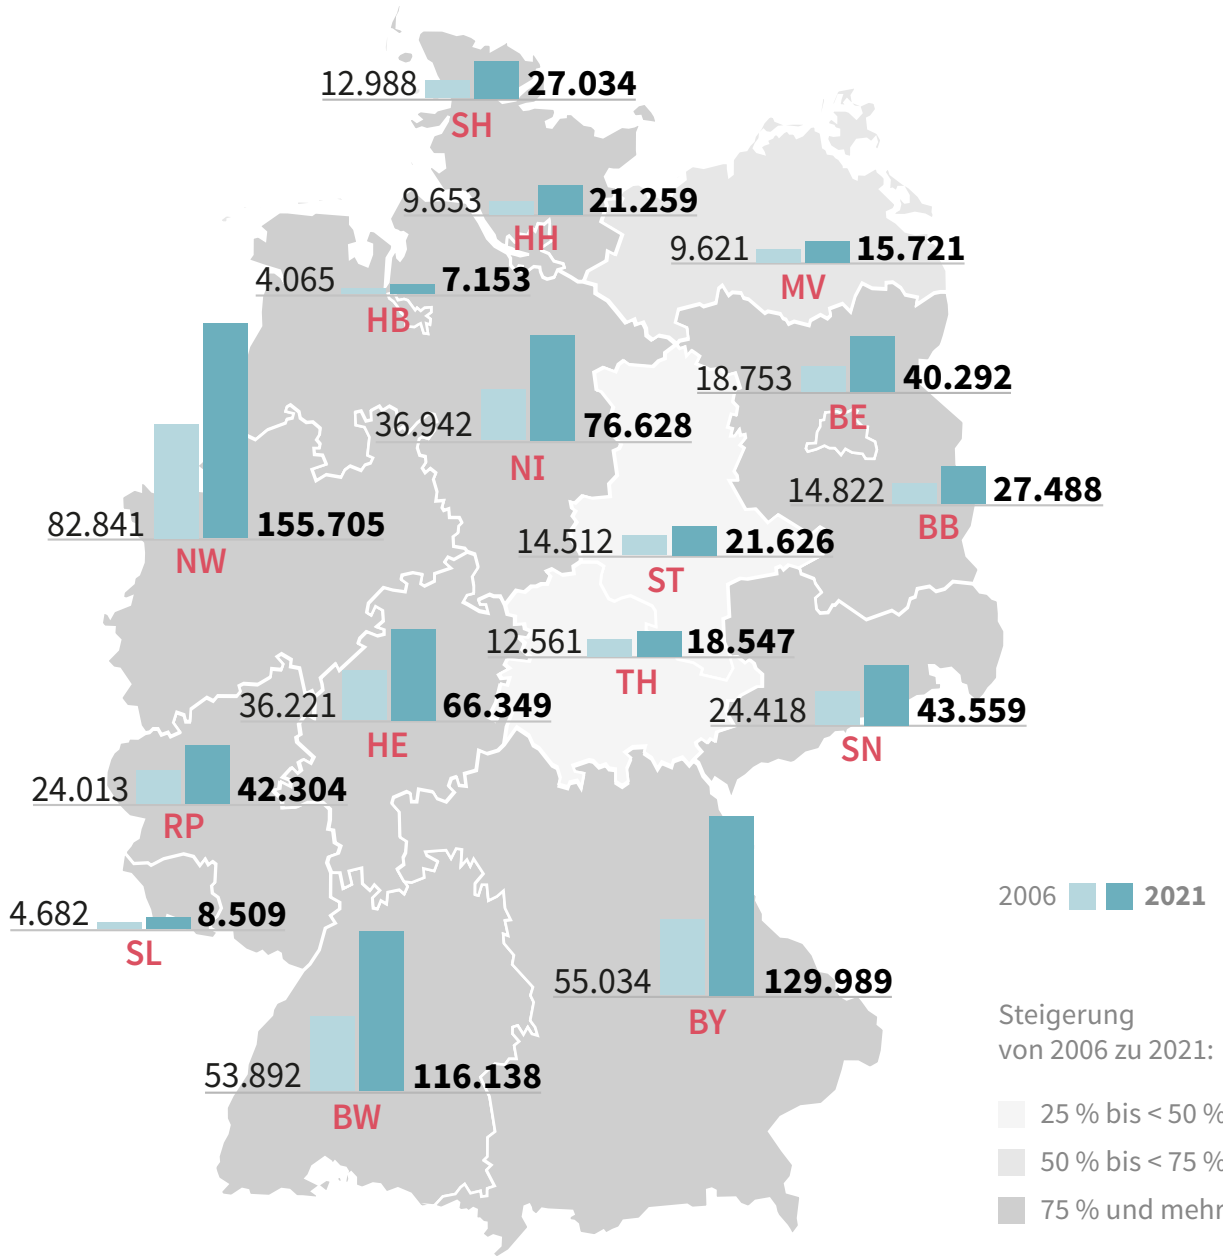 12.988 27.034
SH
9.653 21.259
HH
9.621 15.721
MV
4.065 7.153
HB
18.753 40.292
BE
36.942 76.628
NI
14.822 27.488
BB
82.841 155.705
NW
14.512 21.626
ST
12.561 18.547
TH
36.221 66.349
HE
24.418 43.559
SN
24.013 42.304
RP
4.682 8.509
SL
2006 2021
55.034 129.989
BY
53.892 116.138
BW
Steigerung
von 2006 zu 2021:
25 % bis < 50 %
50 % bis < 75 %
75 % und mehr